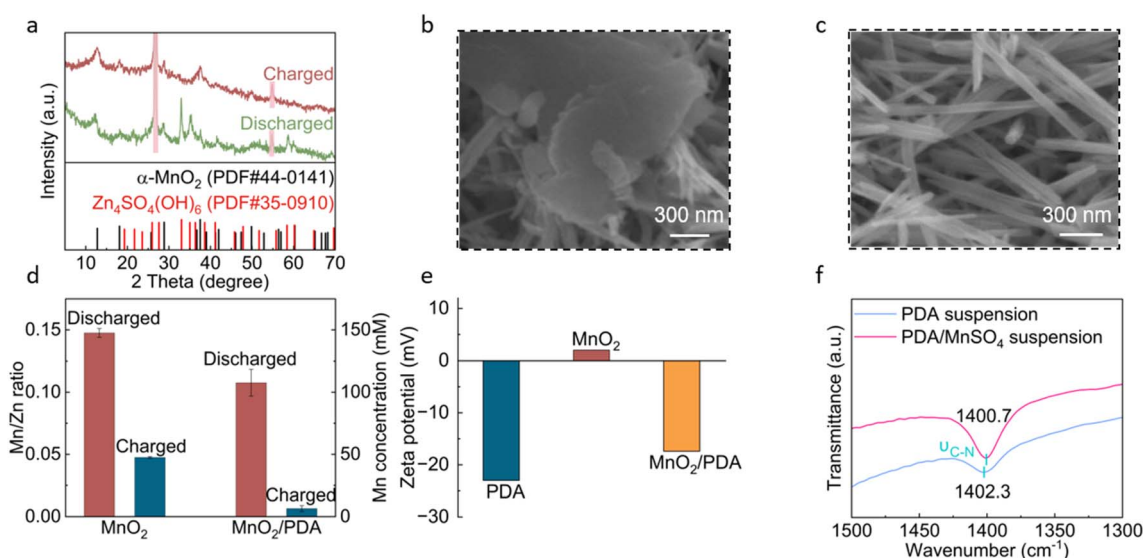 a
Intensity (a.u.)
Charged
Discharged
α-MnO₂ (PDF#44-0141)
Zn₄SO₄(OH)₆ (PDF#35-0910)
10 20 30 40 50 60 70
2 Theta (degree)
b
300 nm
c
300 nm
d
Mn/Zn ratio
0.15
0.10
0.05
0.00
Discharged
Charged
Discharged
Charged
MnO₂ MnO₂/PDA
150
100
50
0
Mn concentration (mM)
e
Zeta potential (mV)
20
10
0
−10
−20
−30
MnO₂
PDA
MnO₂/PDA
f
Transmittance (a.u.)
PDA suspension
PDA/MnSO₄ suspension
1400.7
υC-N
1402.3
1500 1450 1400 1350 1300
Wavenumber (cm⁻¹)